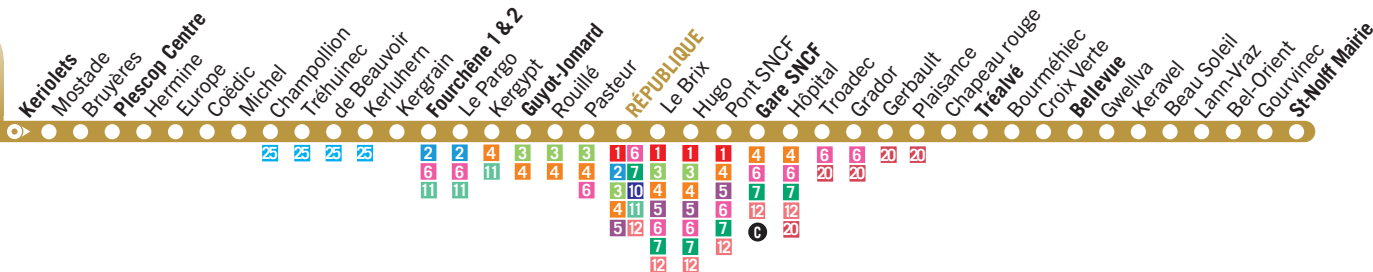 Keriolets
Mostade
Bruyères
Plescop Centre
Hermine
Europe
Coëdic
Michel
Champollion
25
Tréhuinec
25
de Beauvoir
25
Kerluhern
25
Kergrain
Fourchêne 1 & 2
2
6
11
Le Pargo
2
6
11
Kergypt
4
11
Guyot-Jomard
3
4
Rouillé
3
4
Pasteur
3
4
6
RÉPUBLIQUE
1 6
2 7
3 10
4 11
5 12
Le Brix
1
3
4
5
6
7
12
Hugo
1
3
4
5
6
7
12
Pont SNCF
1
4
5
6
7
12
Gare SNCF
4
6
7
12
C
Hôpital
4
6
7
12
20
Troadec
6
20
Grador
6
20
Gerbault
20
Plaisance
20
Chapeau rouge
Tréalvé
Bourméhiec
Croix Verte
Bellevue
Gwellva
Keravel
Beau Soleil
Lann-Vraz
Bel-Orient
Gourvinec
St-Nolff Mairie